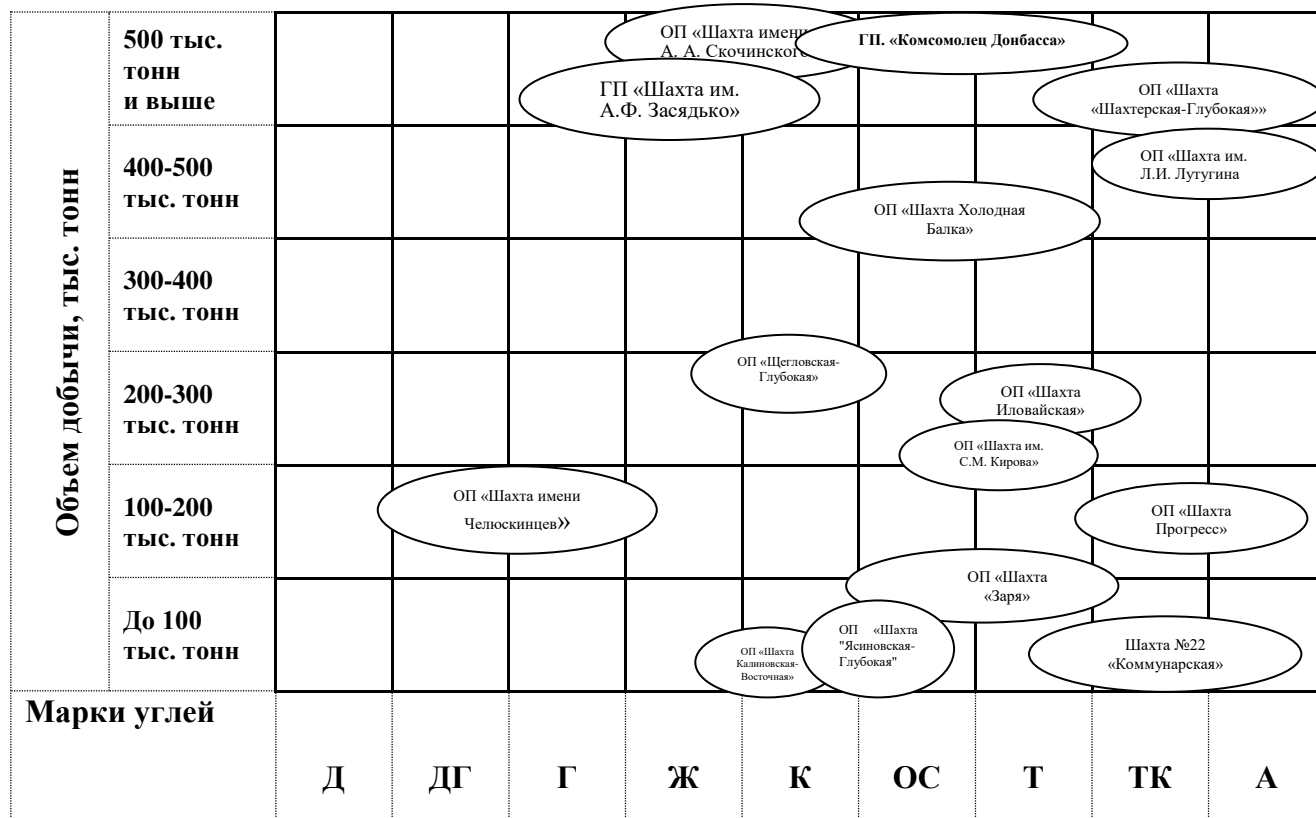 Объем добычи, тыс. тонн
500 тыс.
тонн
и выше
ОП «Шахта имени
А. А. Скочинского
ГП. «Комсомолец Донбасса»
ГП «Шахта им.
А.Ф. Засядько»
ОП «Шахта
«Шахтерская-Глубокая»»
400-500
тыс. тонн
ОП «Шахта им.
Л.И. Лутугина
ОП «Шахта Холодная
Балка»
300-400
тыс. тонн
200-300
тыс. тонн
ОП «Щегловская-
Глубокая»
ОП «Шахта
Иловайская»
ОП «Шахта им.
С.М. Кирова»
100-200
тыс. тонн
ОП «Шахта имени
Челюскинцев»
ОП «Шахта
Прогресс»
До 100
тыс. тонн
ОП «Шахта
«Заря»
ОП «Шахта
Калиновская-
Восточная»
ОП «Шахта
"Ясиновская-
Глубокая"
Шахта №22
«Коммунарская»
Марки углей
Д ДГ Г Ж К ОС Т ТК А